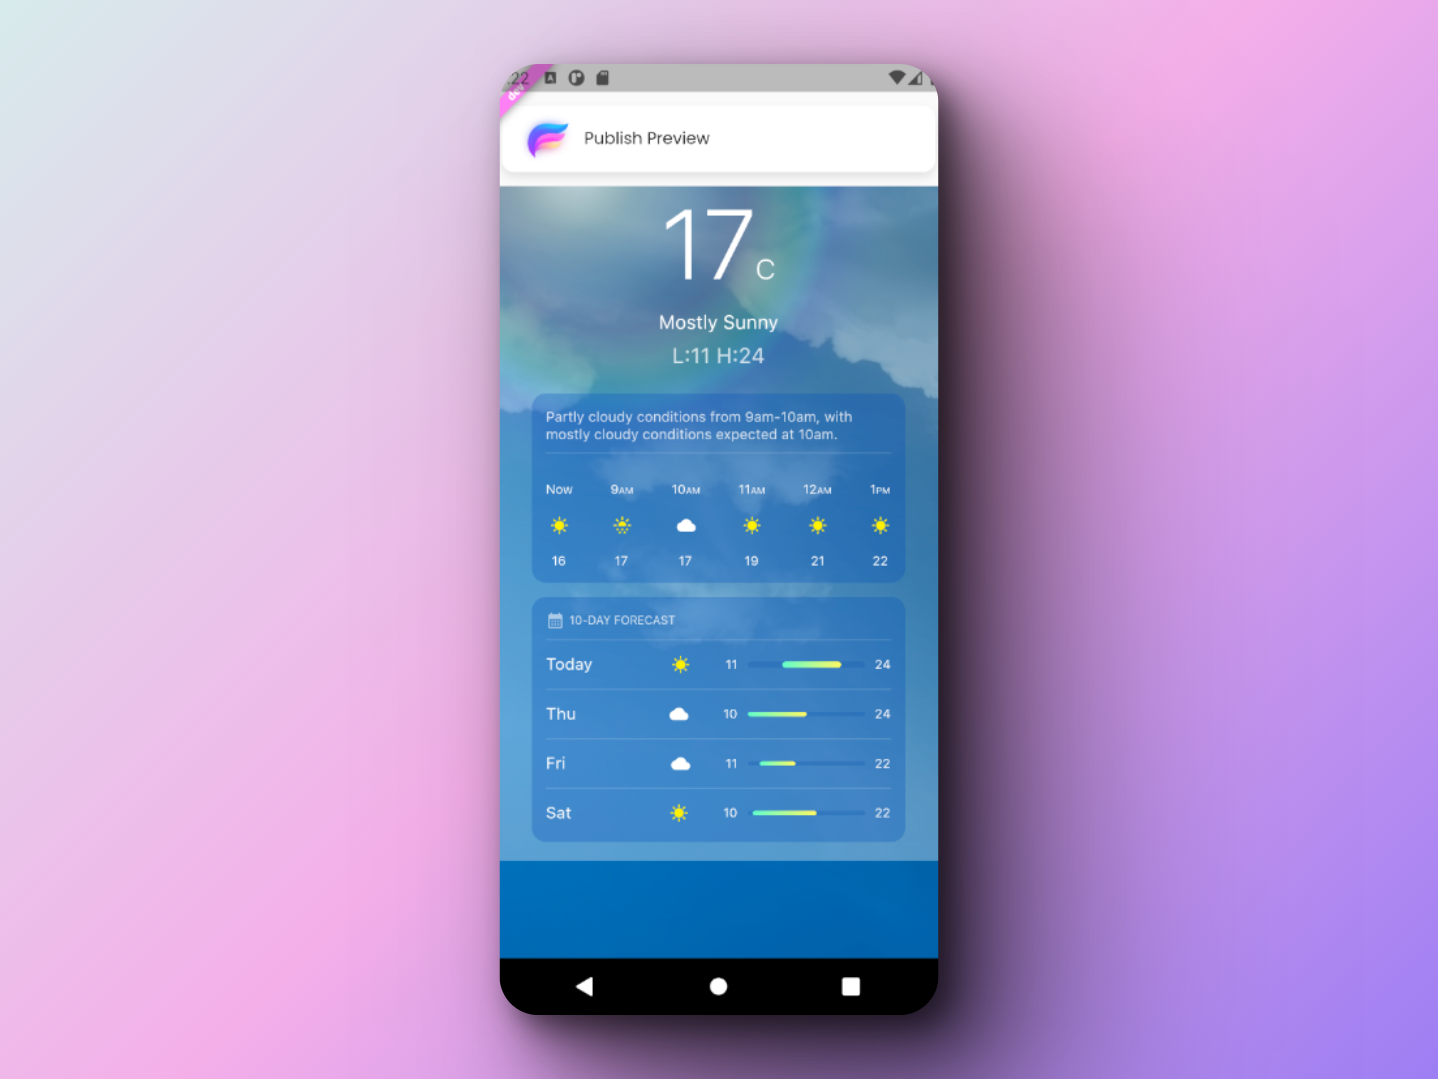 :22
dev
Publish Preview
17 C
Mostly Sunny
L:11 H:24
Partly cloudy conditions from 9am-10am, with
mostly cloudy conditions expected at 10am.
Now 9AM 10AM 11AM 12AM 1PM
16 17 17 19 21 22
10-DAY FORECAST
Today 11 24
Thu 10 24
Fri 11 22
Sat 10 22